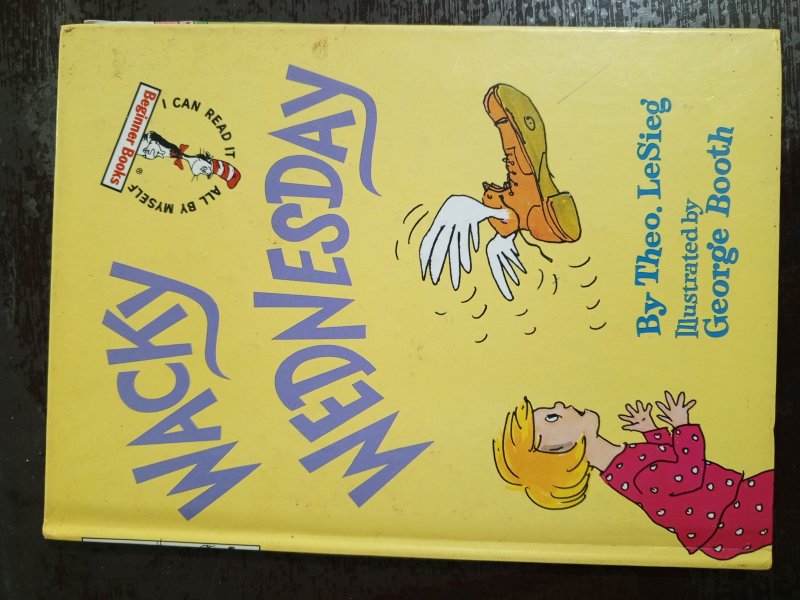 I CAN READ IT ALL BY MYSELF
Beginner Books
®
WACKY
WEDNESDAY
By Theo. LeSieg
Illustrated by
George Booth